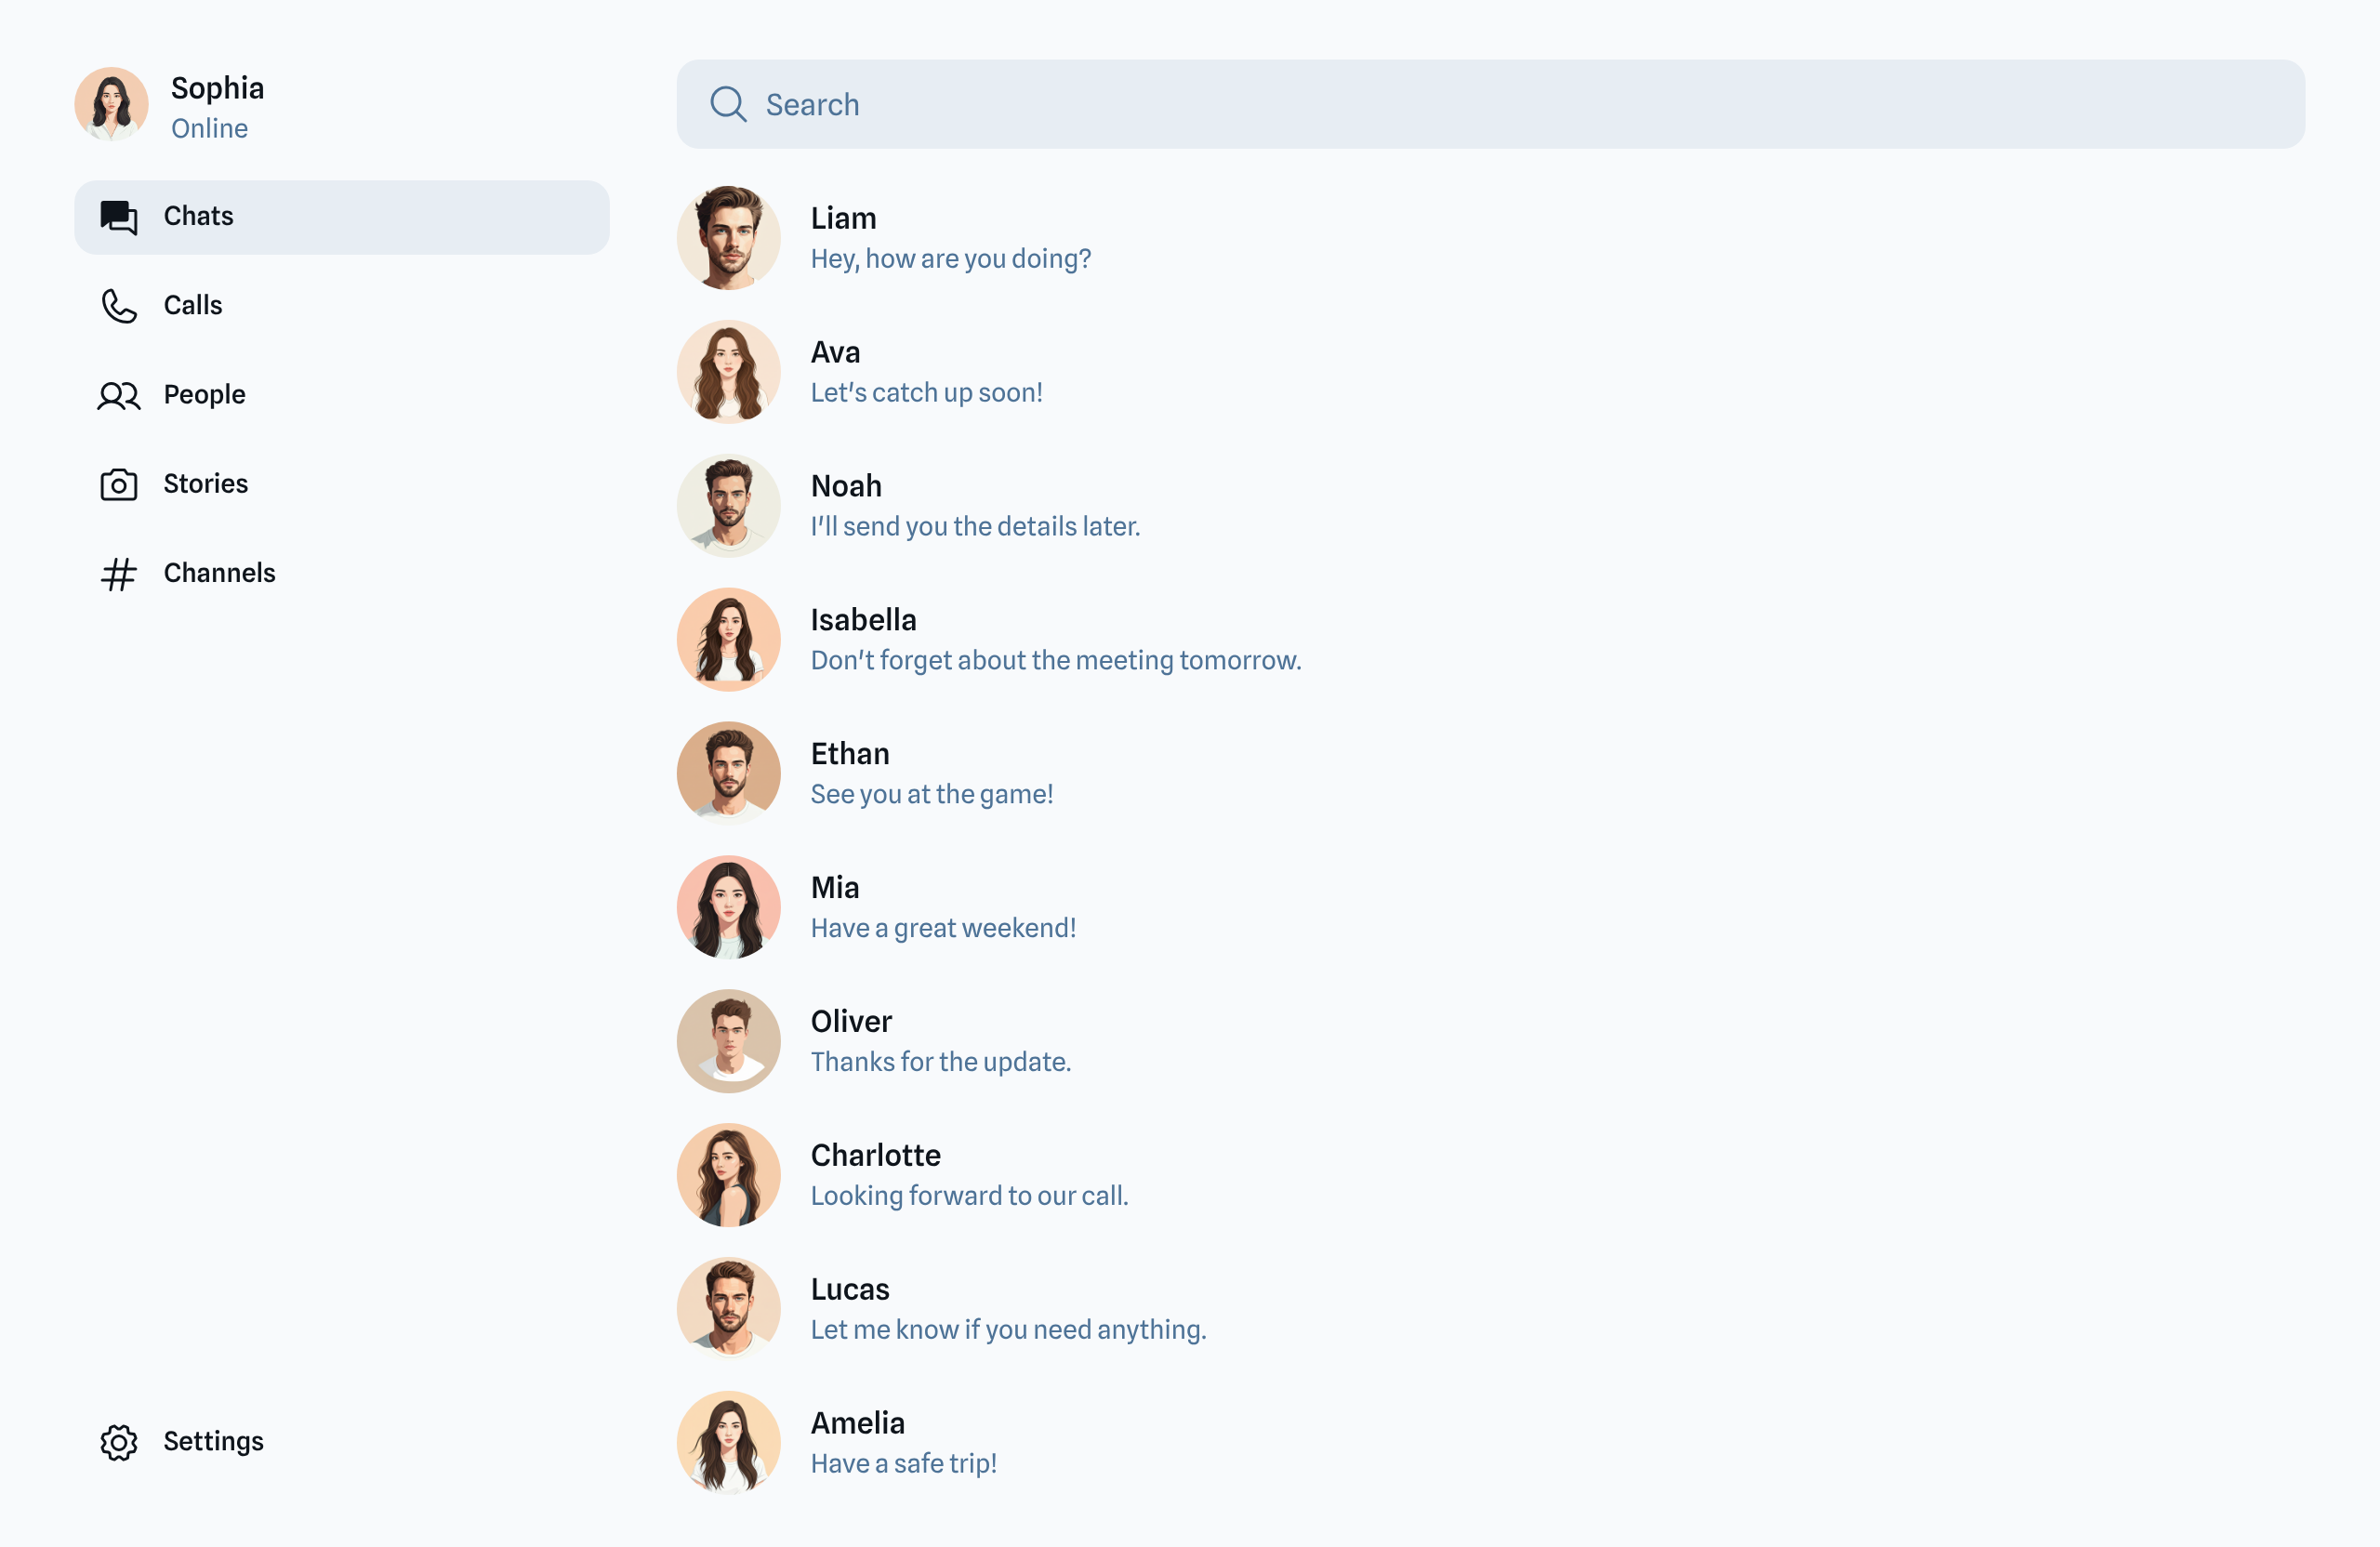 Sophia
Online
Chats
Calls
People
Stories
Channels
Settings
Search
Liam
Hey, how are you doing?
Ava
Let's catch up soon!
Noah
I'll send you the details later.
Isabella
Don't forget about the meeting tomorrow.
Ethan
See you at the game!
Mia
Have a great weekend!
Oliver
Thanks for the update.
Charlotte
Looking forward to our call.
Lucas
Let me know if you need anything.
Amelia
Have a safe trip!